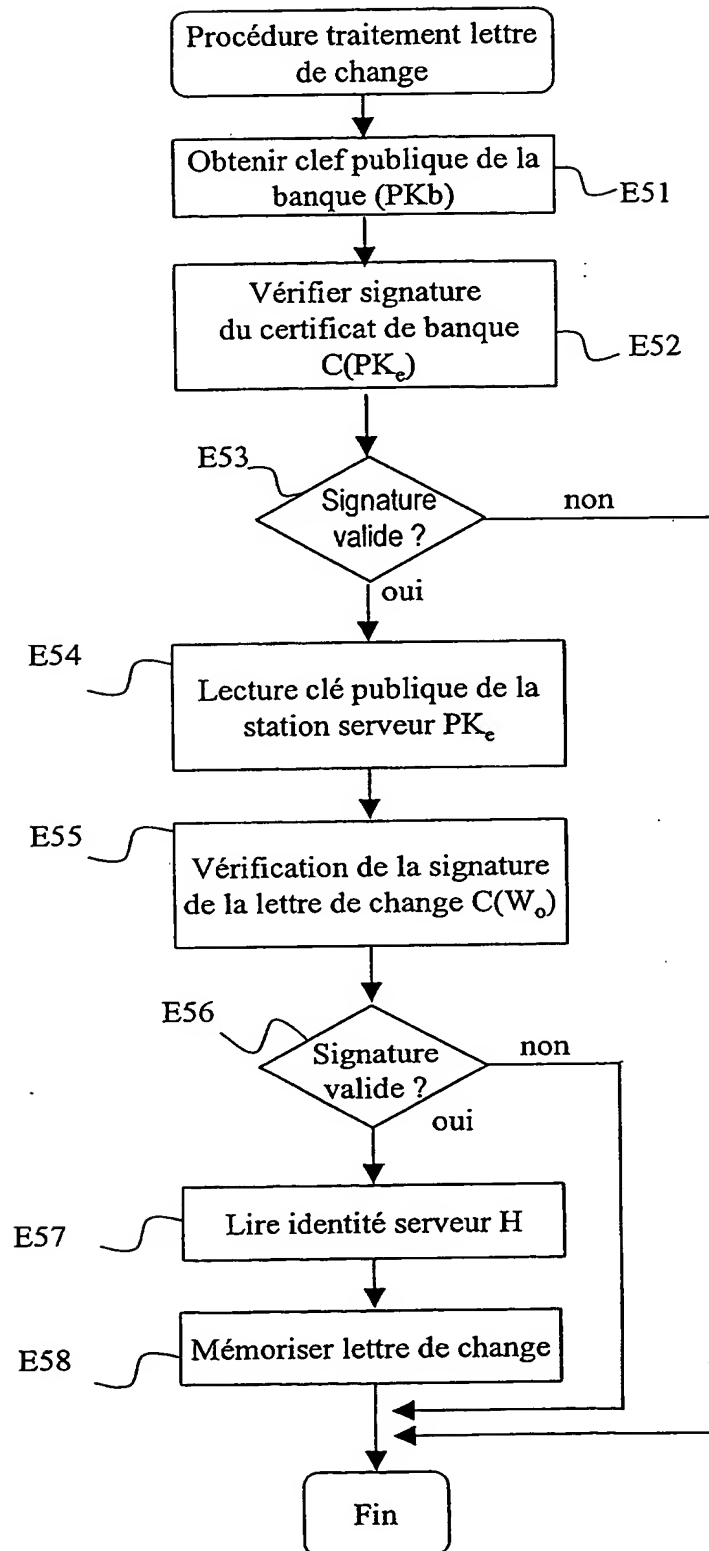 Procédure traitement lettre
de change
Obtenir clef publique de la
banque (PKb)
E51
Vérifier signature
du certificat de banque
C(PKₑ)
E52
E53
Signature
valide ?
non
oui
E54
Lecture clé publique de la
station serveur PKₑ
E55
Vérification de la signature
de la lettre de change C(Wₒ)
E56
Signature
valide ?
non
oui
Lire identité serveur H
E57
Mémoriser lettre de change
E58
Fin